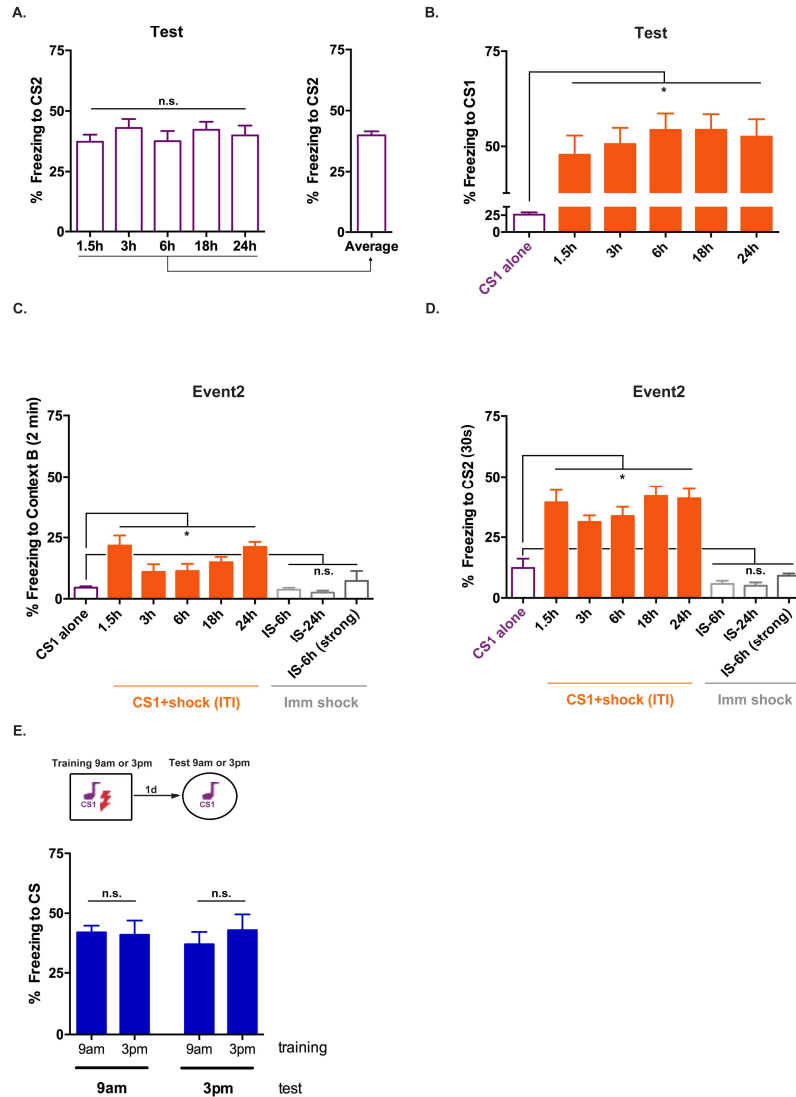 A.
Test
% Freezing to CS2
75
50
25
0
n.s.
1.5h 3h 6h 18h 24h
% Freezing to CS2
75
50
25
0
Average
B.
Test
% Freezing to CS1
75
50
25
0
*
CS1 alone
1.5h
3h
6h
18h
24h
C.
Event2
% Freezing to Context B (2 min)
75
50
25
0
*
n.s.
CS1 alone
1.5h
3h
6h
18h
24h
IS-6h
IS-24h
IS-6h (strong)
CS1+shock (ITI)
Imm shock
D.
Event2
% Freezing to CS2 (30s)
75
50
25
0
*
n.s.
CS1 alone
1.5h
3h
6h
18h
24h
IS-6h
IS-24h
IS-6h (strong)
CS1+shock (ITI)
Imm shock
E.
Training 9am or 3pm
Test 9am or 3pm
CS1
1d
CS1
% Freezing to CS
75
50
25
0
n.s.
n.s.
9am 3pm 9am 3pm training
9am 3pm test